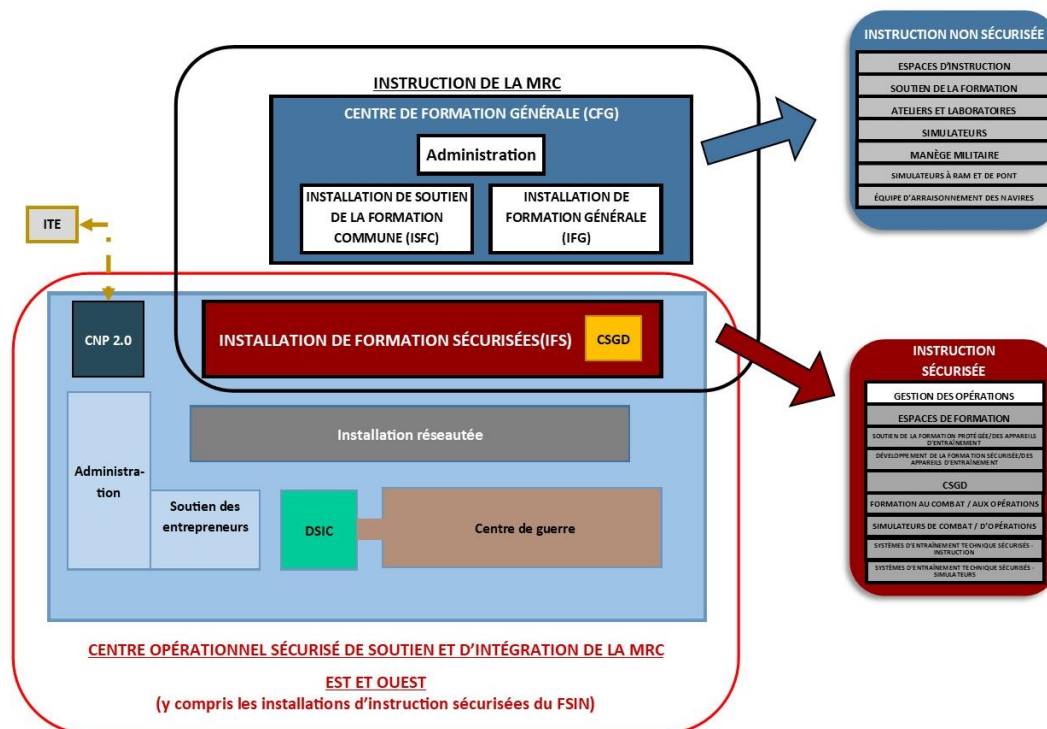 INSTRUCTION DE LA MRC
CENTRE DE FORMATION GÉNÉRALE (CFG)
Administration
INSTALLATION DE SOUTIEN
DE LA FORMATION
COMMUNE (ISFC)
INSTALLATION DE
FORMATION GÉNÉRALE
(IFG)
ITE
CNP 2.0
INSTALLATION DE FORMATION SÉCURISÉES(IFS)
CSGD
Installation réseautée
Administra-
tion
Soutien des
entrepreneurs
DSIC
Centre de guerre
CENTRE OPÉRATIONNEL SÉCURISÉ DE SOUTIEN ET D'INTÉGRATION DE LA MRC
EST ET OUEST
(y compris les installations d'instruction sécurisées du FSIN)
INSTRUCTION NON SÉCURISÉE
ESPACES D'INSTRUCTION
SOUTIEN DE LA FORMATION
ATELIERS ET LABORATOIRES
SIMULATEURS
MANÈGE MILITAIRE
SIMULATEURS À RAM ET DE PONT
ÉQUIPE D'ARRAISONNEMENT DES NAVIRES
INSTRUCTION
SÉCURISÉE
GESTION DES OPÉRATIONS
ESPACES DE FORMATION
SOUTIEN DE LA FORMATION PROTÉGÉE/DES APPAREILS
D'ENTRAÎNEMENT
DÉVELOPPEMENT DE LA FORMATION SÉCURISÉE/DES
APPAREILS D'ENTRAÎNEMENT
CSGD
FORMATION AU COMBAT / AUX OPÉRATIONS
SIMULATEURS DE COMBAT / D'OPÉRATIONS
SYSTÈMES D'ENTRAÎNEMENT TECHNIQUE SÉCURISÉS -
INSTRUCTION
SYSTÈMES D'ENTRAÎNEMENT TECHNIQUE SÉCURISÉS -
SIMULATEURS